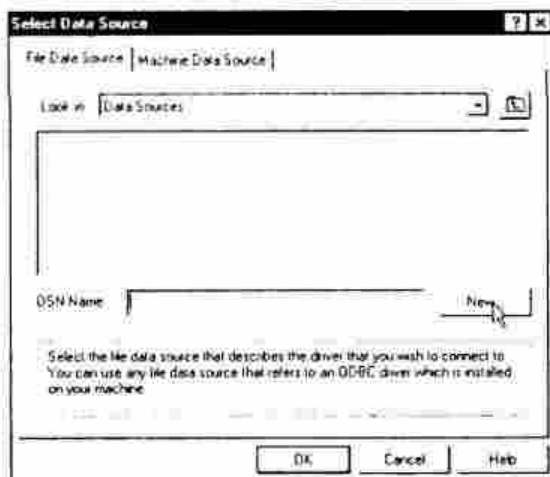 Select Data Source
File Data Source Machine Data Source
Look in Data Sources
DSN Name New
Select the file data source that describes the driver that you wish to connect to
You can use any file data source that refers to an ODBC driver which is installed
on your machine
OK Cancel Help